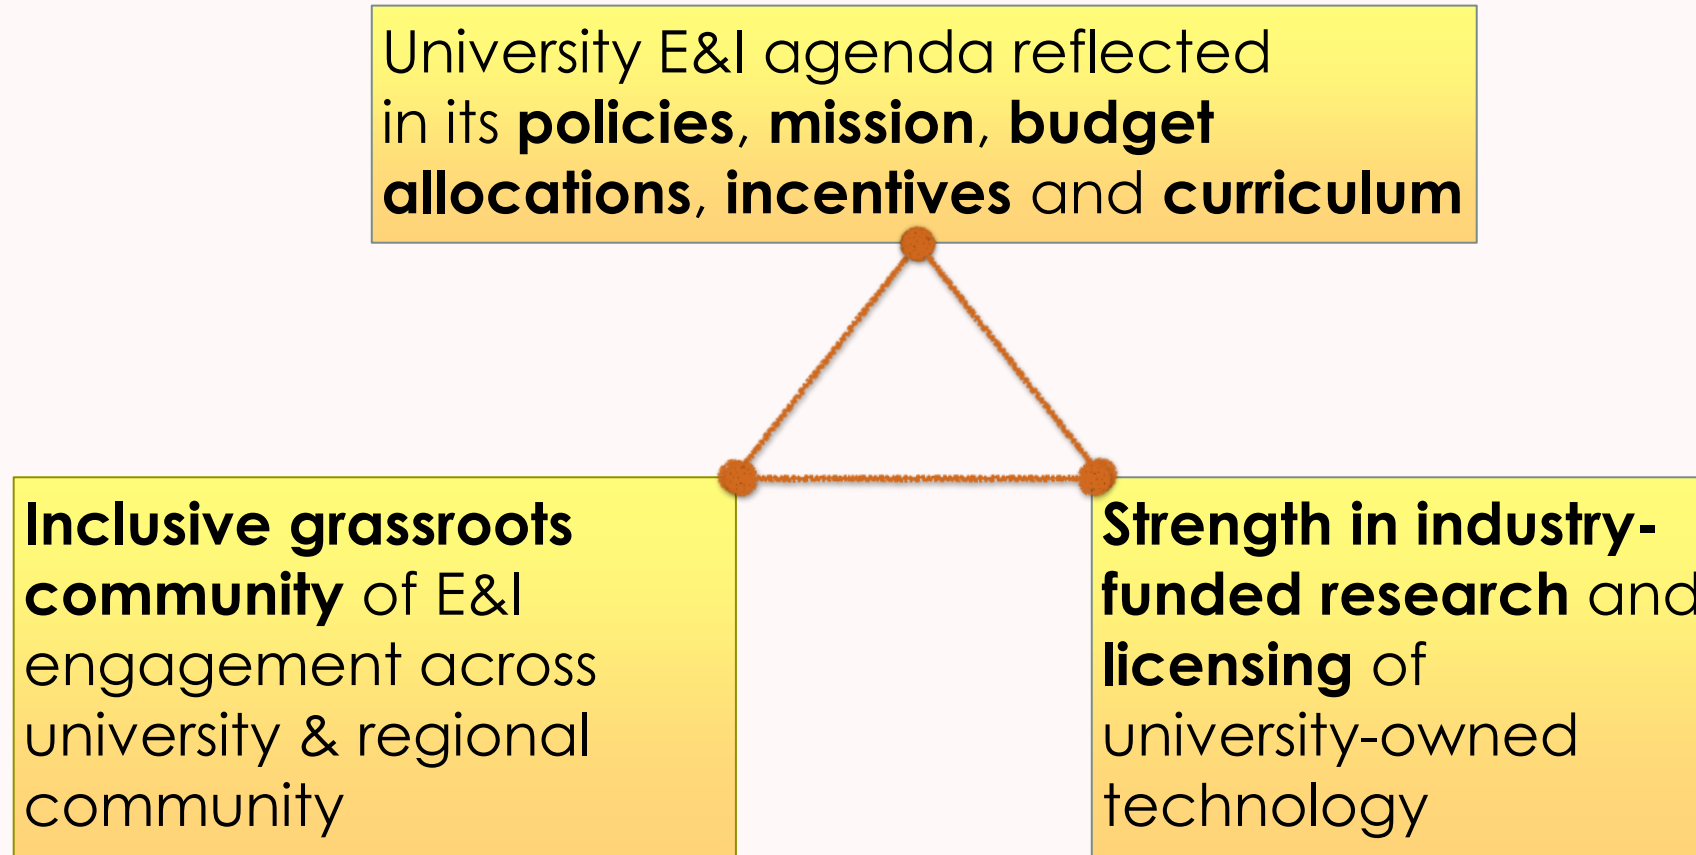 University E&I agenda reflected
in its policies, mission, budget
allocations, incentives and curriculum
Inclusive grassroots
community of E&I
engagement across
university & regional
community
Strength in industry-
funded research and
licensing of
university-owned
technology